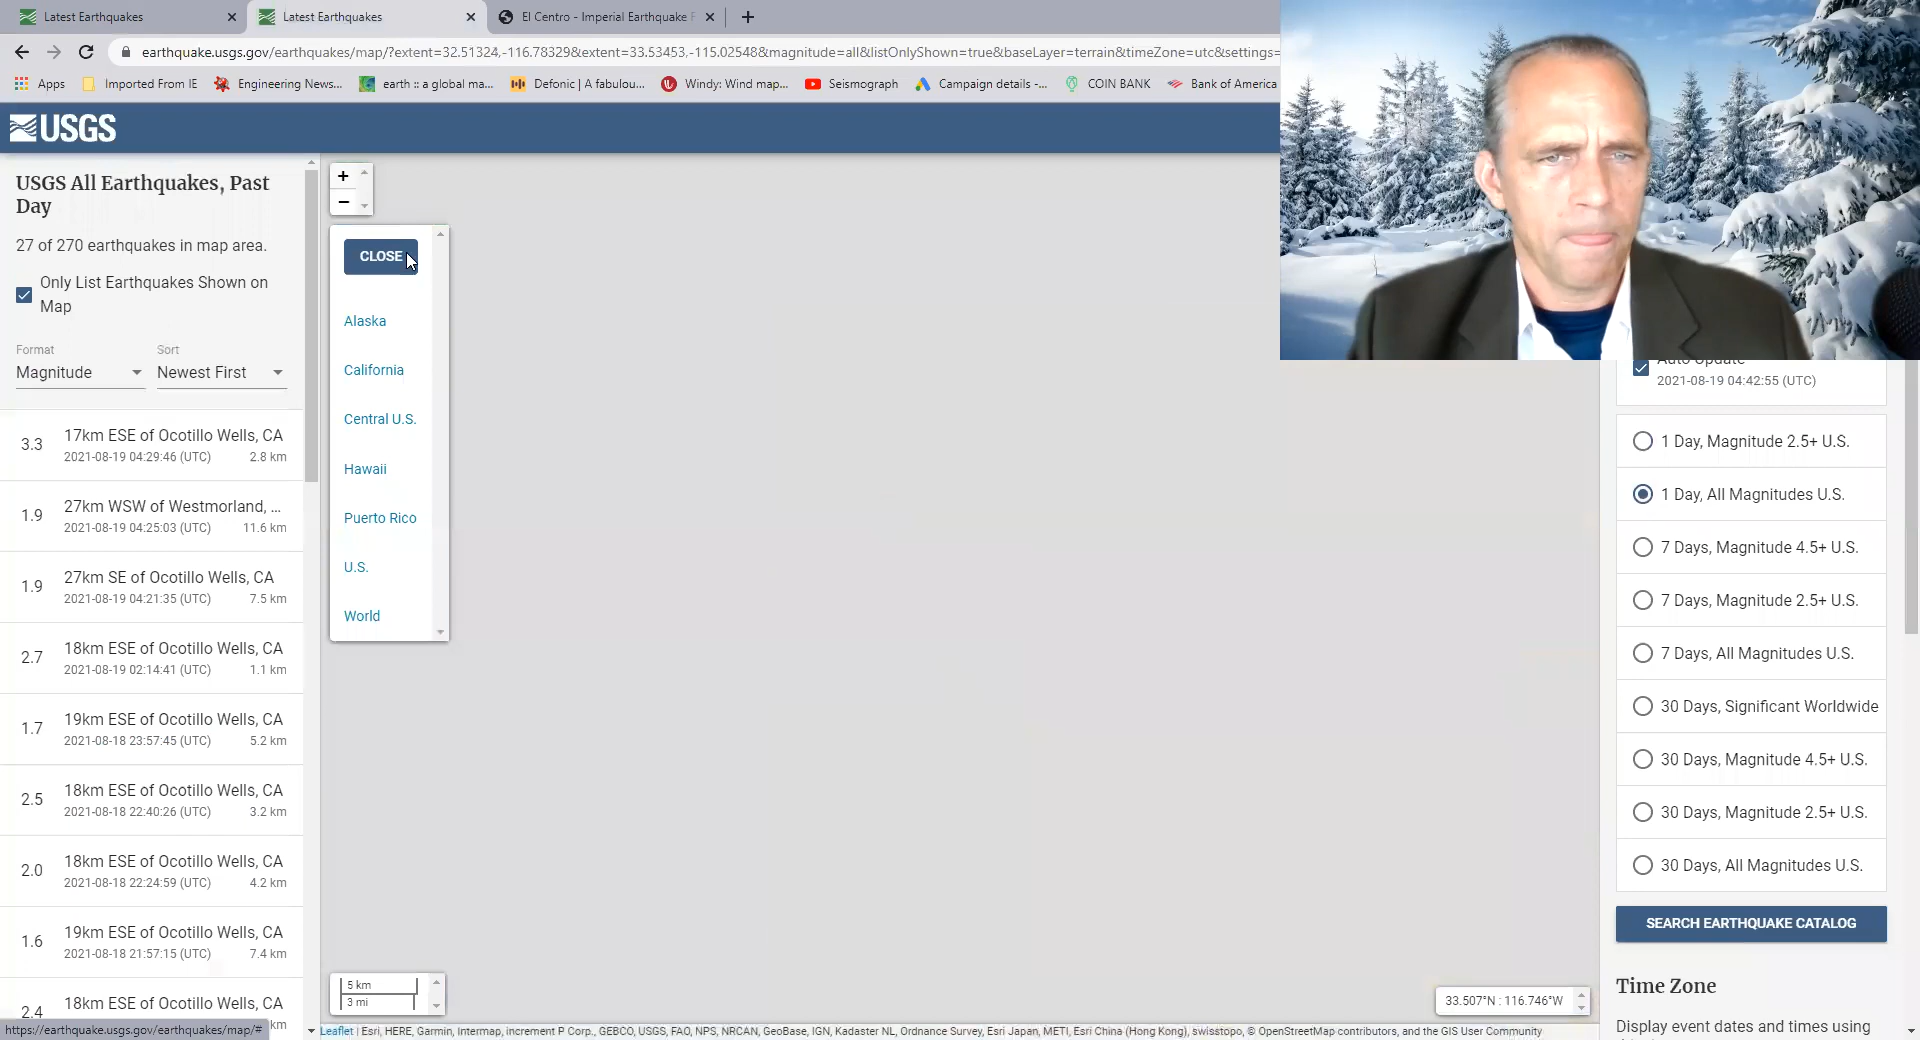 Latest Earthquakes
Latest Earthquakes
El Centro - Imperial Earthquake
earthquake.usgs.gov/earthquakes/map/?extent=32.51324,-116.78329&extent=33.53453,-115.02548&magnitude=all&listOnlyShown=true&baseLayer=terrain&timeZone=utc&settings=
Apps
Imported From IE
Engineering News...
earth :: a global ma...
Defonic | A fabulou...
Windy: Wind map...
Seismograph
Campaign details -...
COIN BANK
Bank of America
USGS
USGS All Earthquakes, Past
Day
27 of 270 earthquakes in map area.
Only List Earthquakes Shown on
Map
Format
Sort
Magnitude
Newest First
3.3
17km ESE of Ocotillo Wells, CA
2021-08-19 04:29:46 (UTC)
2.8 km
1.9
27km WSW of Westmorland, ...
2021-08-19 04:25:03 (UTC)
11.6 km
1.9
27km SE of Ocotillo Wells, CA
2021-08-19 04:21:35 (UTC)
7.5 km
2.7
18km ESE of Ocotillo Wells, CA
2021-08-19 02:14:41 (UTC)
1.1 km
1.7
19km ESE of Ocotillo Wells, CA
2021-08-18 23:57:45 (UTC)
5.2 km
2.5
18km ESE of Ocotillo Wells, CA
2021-08-18 22:40:26 (UTC)
3.2 km
2.0
18km ESE of Ocotillo Wells, CA
2021-08-18 22:24:59 (UTC)
4.2 km
1.6
19km ESE of Ocotillo Wells, CA
2021-08-18 21:57:15 (UTC)
7.4 km
2.4
18km ESE of Ocotillo Wells, CA
km
https://earthquake.usgs.gov/earthquakes/map/#
+
−
CLOSE
Alaska
California
Central U.S.
Hawaii
Puerto Rico
U.S.
World
5 km
3 mi
33.507°N : 116.746°W
Leaflet | Esri, HERE, Garmin, Intermap, increment P Corp., GEBCO, USGS, FAO, NPS, NRCAN, GeoBase, IGN, Kadaster NL, Ordnance Survey, Esri Japan, METI, Esri China (Hong Kong), swisstopo, © OpenStreetMap contributors, and the GIS User Community
Auto Update
2021-08-19 04:42:55 (UTC)
1 Day, Magnitude 2.5+ U.S.
1 Day, All Magnitudes U.S.
7 Days, Magnitude 4.5+ U.S.
7 Days, Magnitude 2.5+ U.S.
7 Days, All Magnitudes U.S.
30 Days, Significant Worldwide
30 Days, Magnitude 4.5+ U.S.
30 Days, Magnitude 2.5+ U.S.
30 Days, All Magnitudes U.S.
SEARCH EARTHQUAKE CATALOG
Time Zone
Display event dates and times using